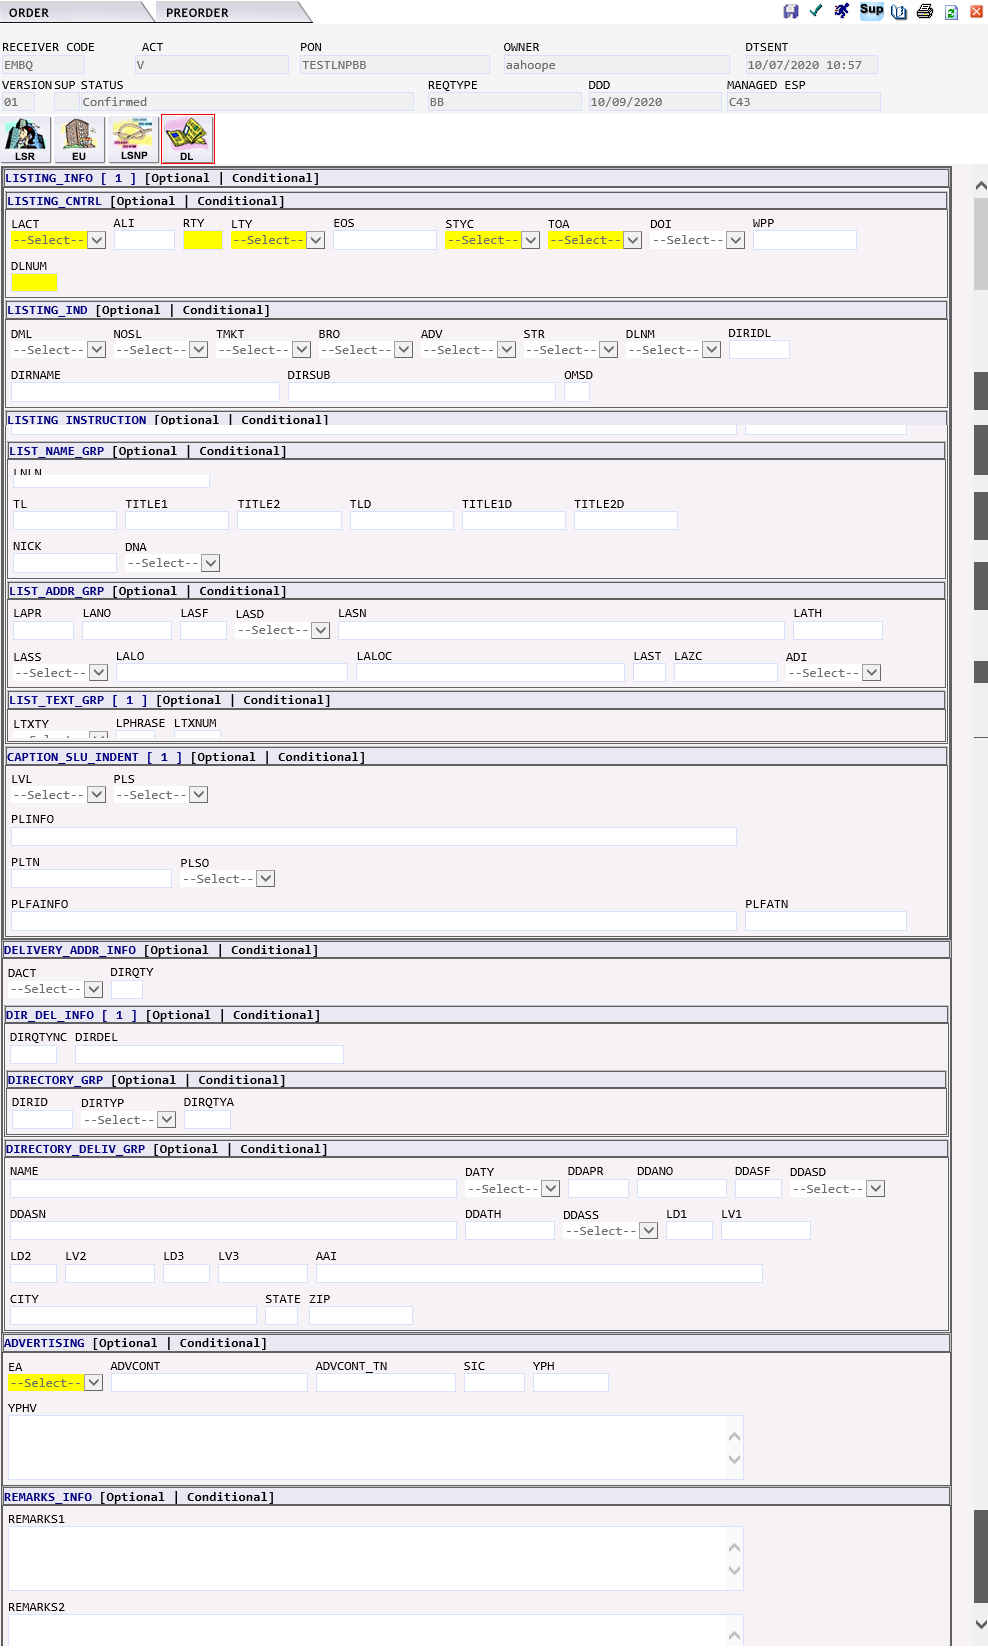 ORDER PREORDER Sup
RECEIVER CODE ACT PON OWNER DTSENT
EMBQ V TESTLNPBB aahoope 10/07/2020 10:57
VERSION SUP STATUS REQTYPE DDD MANAGED ESP
01 Confirmed BB 10/09/2020 C43
LSR EU LSNP DL
LISTING_INFO [ 1 ] [Optional | Conditional]
LISTING_CNTRL [Optional | Conditional]
LACT ALI RTY LTY EOS STYC TOA DOI WPP
--Select-- --Select-- --Select-- --Select-- --Select--
DLNUM
LISTING_IND [Optional | Conditional]
DML NOSL TMKT BRO ADV STR DLNM DIRIDL
--Select-- --Select-- --Select-- --Select-- --Select-- --Select-- --Select--
DIRNAME DIRSUB OMSD
LISTING INSTRUCTION [Optional | Conditional]
LIST_NAME_GRP [Optional | Conditional]
LNLN
TL TITLE1 TITLE2 TLD TITLE1D TITLE2D
NICK DNA
--Select--
LIST_ADDR_GRP [Optional | Conditional]
LAPR LANO LASF LASD LASN LATH
--Select--
LASS LALO LALOC LAST LAZC ADI
--Select-- --Select--
LIST_TEXT_GRP [ 1 ] [Optional | Conditional]
LTXTY LPHRASE LTXNUM
--Select--
CAPTION_SLU_INDENT [ 1 ] [Optional | Conditional]
LVL PLS
--Select-- --Select--
PLINFO
PLTN PLSO
--Select--
PLFAINFO PLFATN
DELIVERY_ADDR_INFO [Optional | Conditional]
DACT DIRQTY
--Select--
DIR_DEL_INFO [ 1 ] [Optional | Conditional]
DIRQTYNC DIRDEL
DIRECTORY_GRP [Optional | Conditional]
DIRID DIRTYP DIRQTYA
--Select--
DIRECTORY_DELIV_GRP [Optional | Conditional]
NAME DATY DDAPR DDANO DDASF DDASD
--Select-- --Select--
DDASN DDATH DDASS LD1 LV1
--Select--
LD2 LV2 LD3 LV3 AAI
CITY STATE ZIP
ADVERTISING [Optional | Conditional]
EA ADVCONT ADVCONT_TN SIC YPH
--Select--
YPHV
REMARKS_INFO [Optional | Conditional]
REMARKS1
REMARKS2